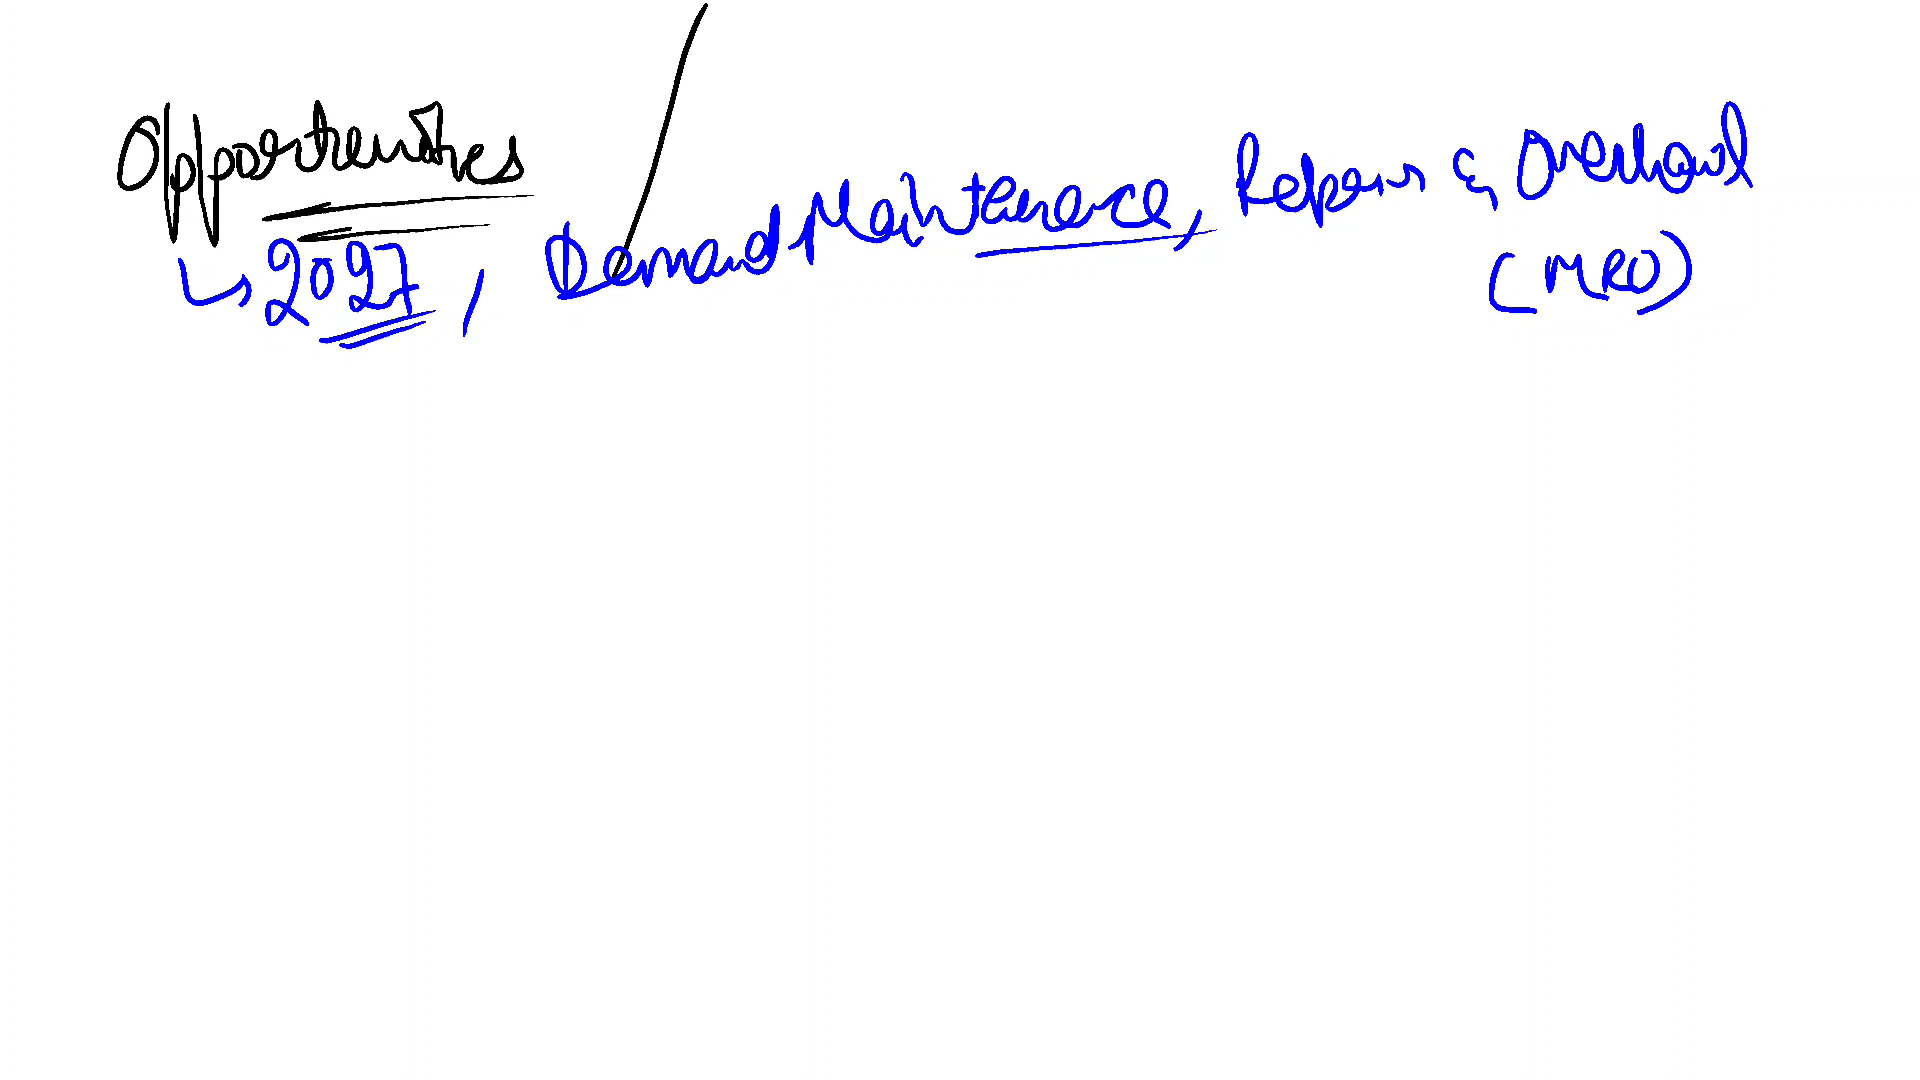 Opportunities
↳ 2027, Demand Maintenance, Repair & Overhaul
(MRO)